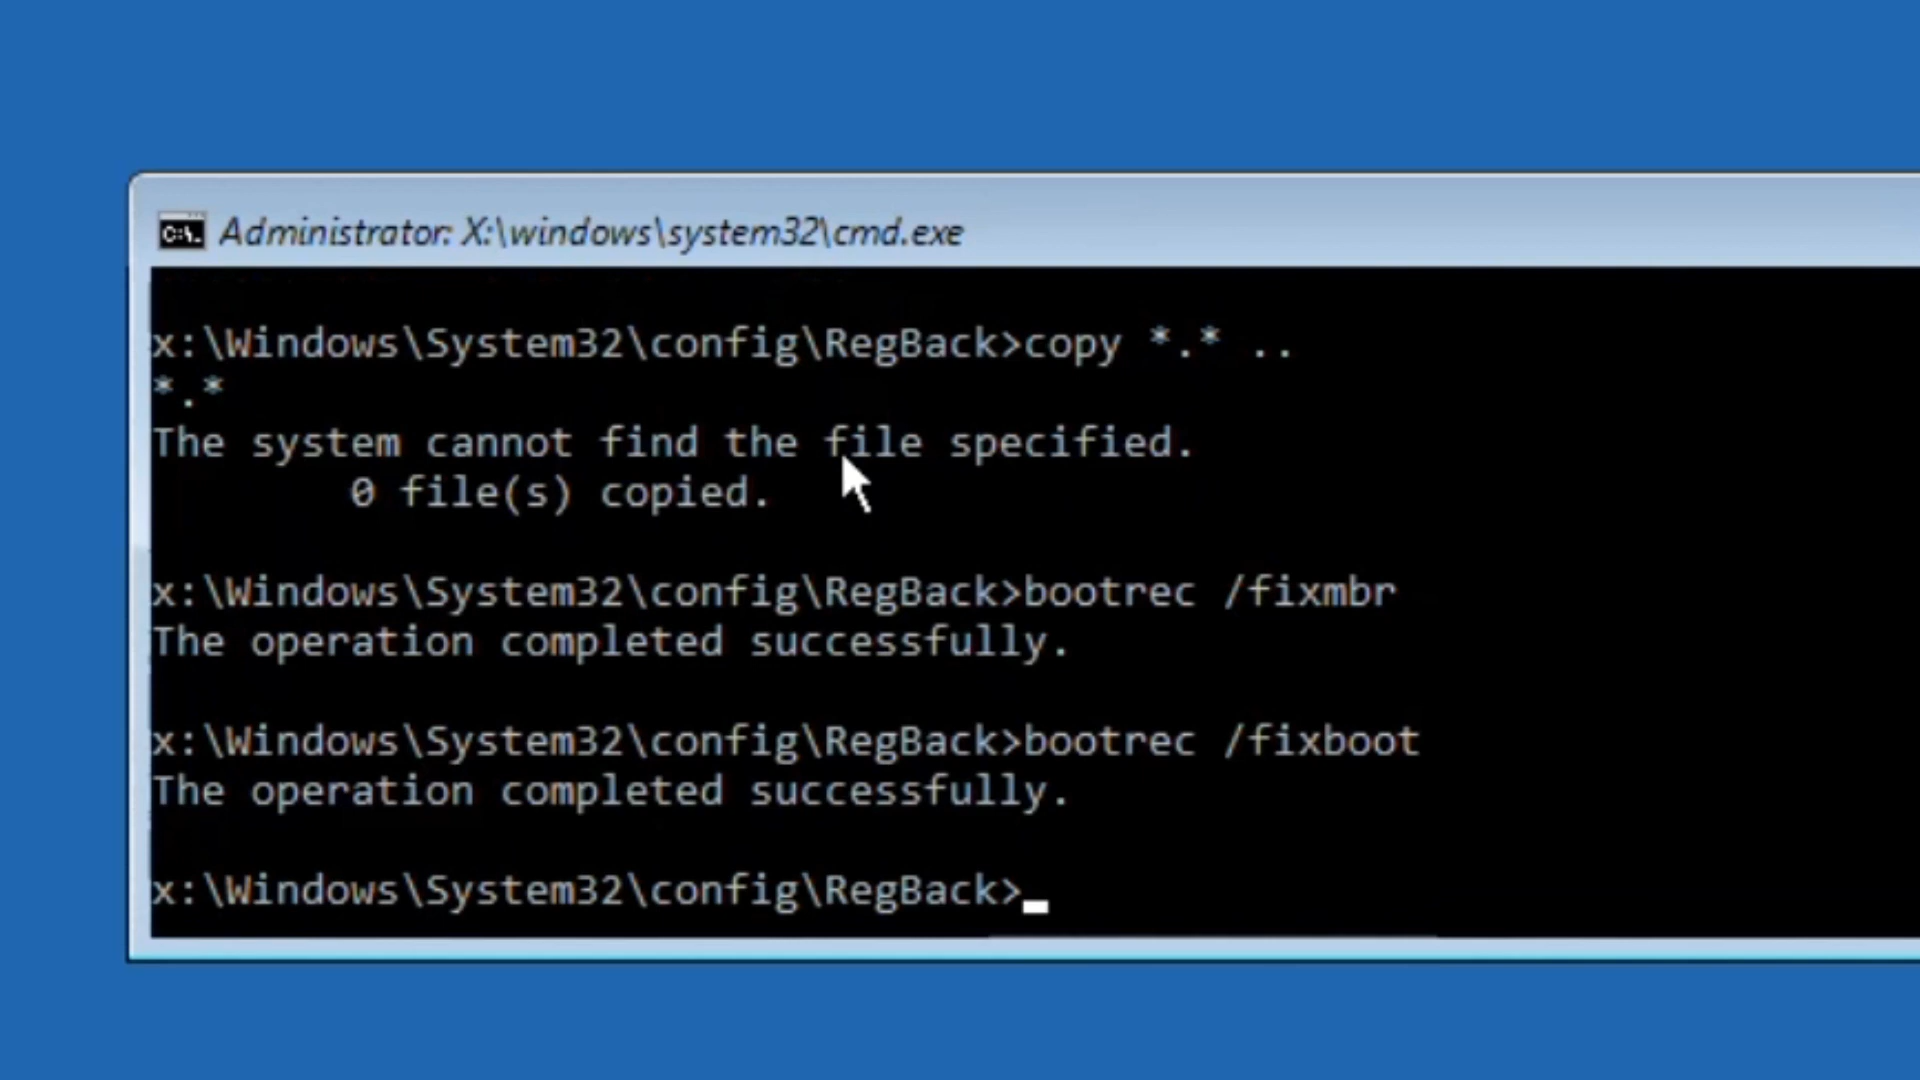 C:\.
Administrator: X:\windows\system32\cmd.exe
x:\Windows\System32\config\RegBack>copy *.* ..
*.*
The system cannot find the file specified.
0 file(s) copied.
x:\Windows\System32\config\RegBack>bootrec /fixmbr
The operation completed successfully.
x:\Windows\System32\config\RegBack>bootrec /fixboot
The operation completed successfully.
x:\Windows\System32\config\RegBack>